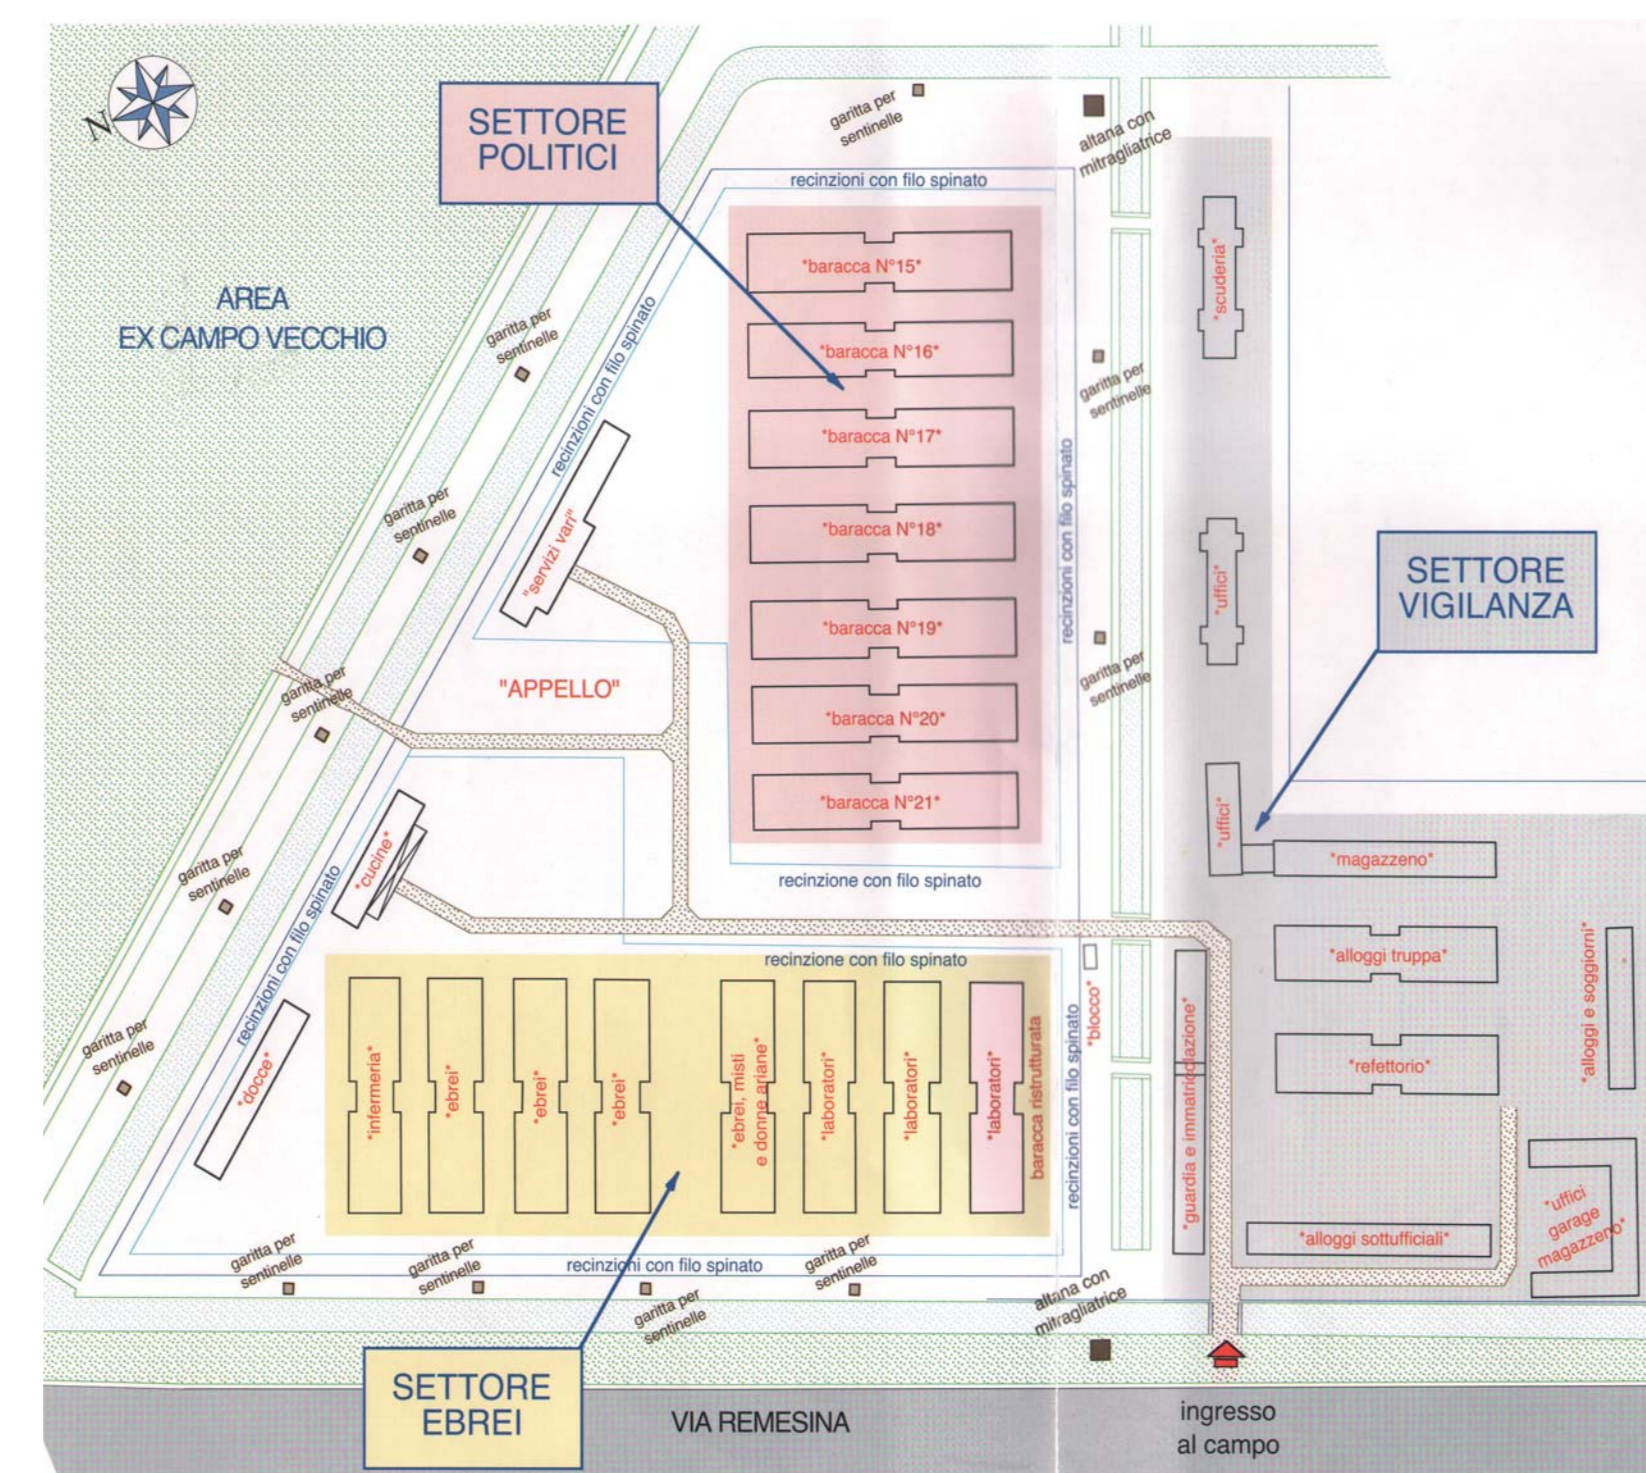 N
SETTORE
POLITICI
garitta per
sentinelle
altana con
mitragliatrice
recinzioni con filo spinato
*baracca N°15*
*scuderia*
AREA
EX CAMPO VECCHIO
garitta per
sentinelle
recinzioni con filo spinato
*baracca N°16*
garitta per
sentinelle
*baracca N°17*
garitta per
sentinelle
"servizi vari"
*baracca N°18*
recinzioni con filo spinato
*uffici*
SETTORE
VIGILANZA
*baracca N°19*
garitta per
sentinelle
garitta per
sentinelle
"APPELLO"
*baracca N°20*
*baracca N°21*
*uffici*
*magazzeno*
garitta per
sentinelle
*cucine*
recinzione con filo spinato
recinzioni con filo spinato
recinzione con filo spinato
*alloggi truppa*
*alloggi e soggiorni*
*blocco*
garitta per
sentinelle
*docce*
*infermeria*
*ebrei*
*ebrei*
*ebrei*
*ebrei, misti
e donne ariane*
*laboratori*
*laboratori*
*laboratori*
baracca ristrutturata
recinzioni con filo spinato
*guardia e immatricolazione*
*refettorio*
*uffici
garage
magazzeno*
*alloggi sottufficiali*
garitta per
sentinelle
garitta per
sentinelle
recinzioni con filo spinato
garitta per
sentinelle
garitta per
sentinelle
altana con
mitragliatrice
SETTORE
EBREI
VIA REMESINA
ingresso
al campo